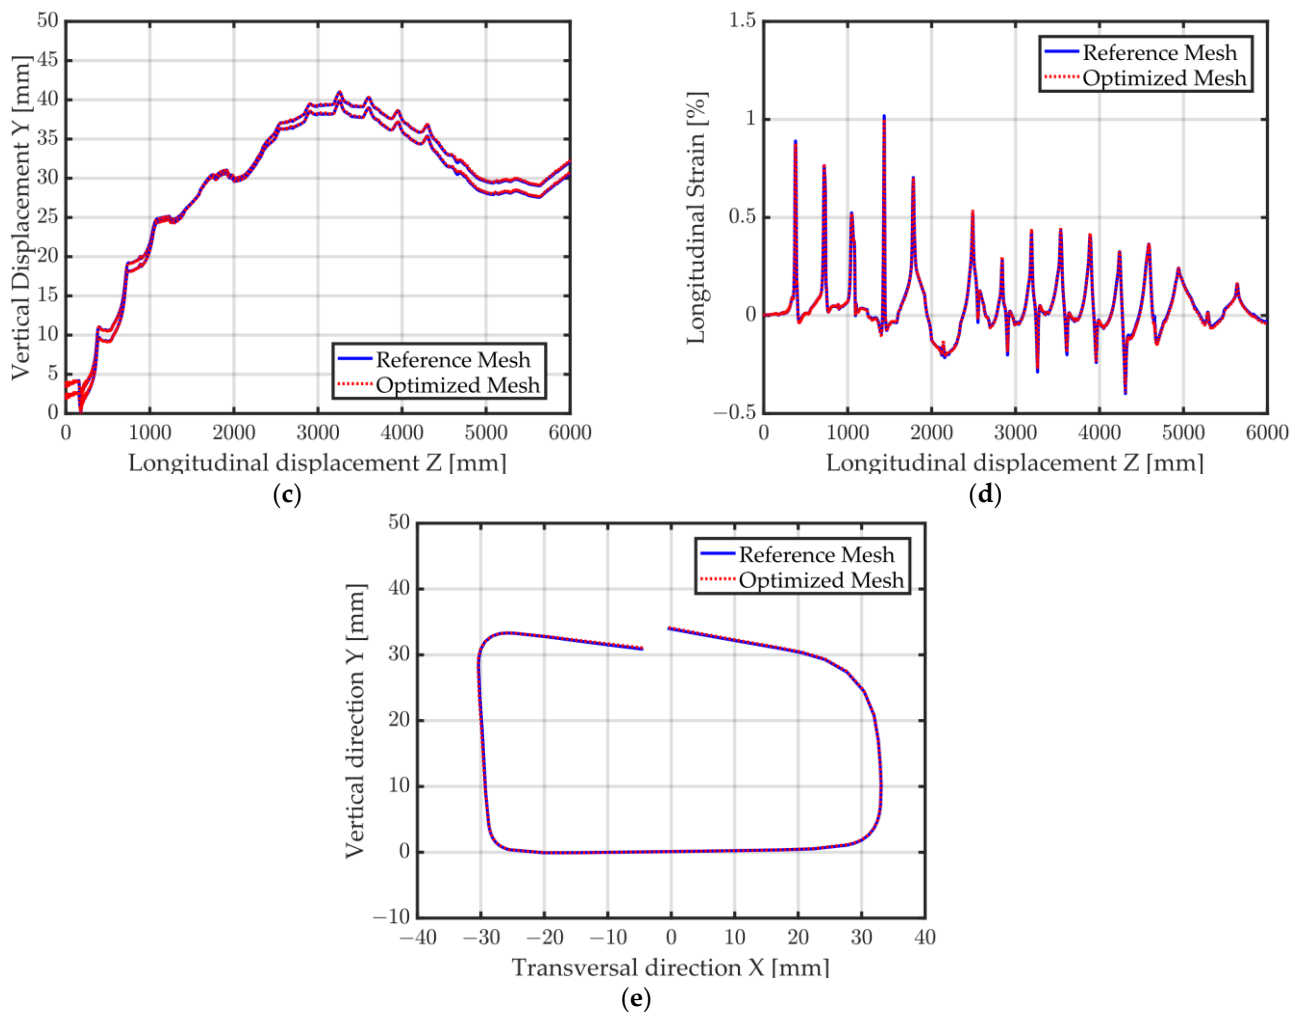 Vertical Displacement Y [mm]
50
45
40
35
30
25
20
15
10
5
0
0 1000 2000 3000 4000 5000 6000
Longitudinal displacement Z [mm]
Reference Mesh
Optimized Mesh
(c)
Longitudinal Strain [%]
1.5
1
0.5
0
−0.5
0 1000 2000 3000 4000 5000 6000
Longitudinal displacement Z [mm]
Reference Mesh
Optimized Mesh
(d)
Vertical direction Y [mm]
50
40
30
20
10
0
−10
−40 −30 −20 −10 0 10 20 30 40
Transversal direction X [mm]
Reference Mesh
Optimized Mesh
(e)